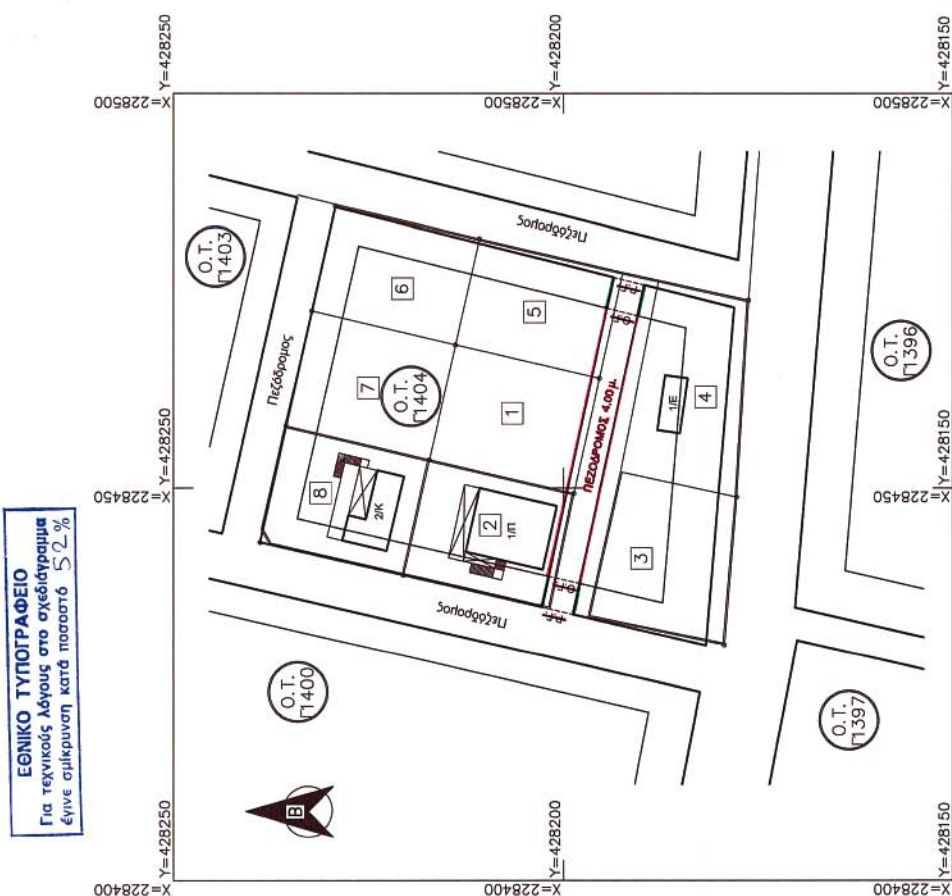 ΕΘΝΙΚΟ ΤΥΠΟΓΡΑΦΕΙΟ
Για τεχνικούς λόγους στο σχεδιάγραμμα
έγινε σμίκρυνση κατά ποσοστό 52%
Y=428250
Y=428200
Y=428150
X=228500
X=228500
X=228500
Ο.Τ.
Γ1403
Πεζόδρομος
Πεζόδρομος
6
5
7
Ο.Τ.
Γ1404
1
ΠΕΖΟΔΡΟΜΟΣ 4.00μ.
1/Ε
4
Ο.Τ.
Γ1396
Y=428250
X=228450
Y=428150
X=228450
8
2/Κ
2
1/Π
3
Πεζόδρομος
Ο.Τ.
Γ1400
Ο.Τ.
Γ1397
Β
Y=428250
Y=428200
Y=428150
X=228400
X=228400
X=228400